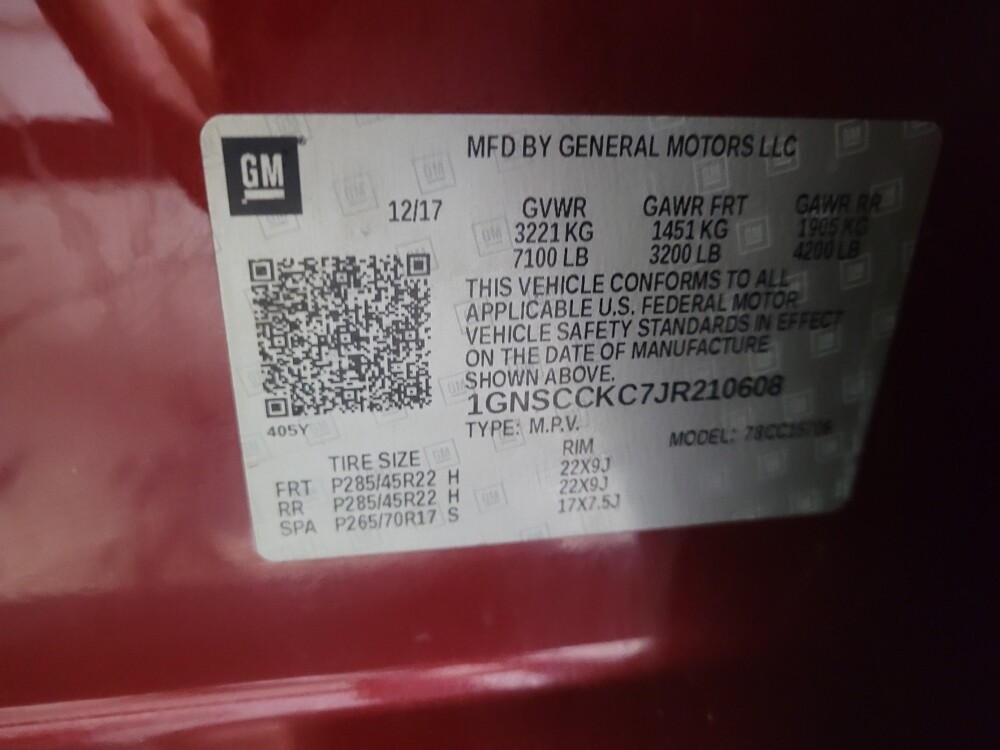 GM
MFD BY GENERAL MOTORS LLC
12/17 GVWR GAWR FRT GAWR RR
3221 KG 1451 KG 1905 KG
7100 LB 3200 LB 4200 LB
THIS VEHICLE CONFORMS TO ALL
APPLICABLE U.S. FEDERAL MOTOR
VEHICLE SAFETY STANDARDS IN EFFECT
ON THE DATE OF MANUFACTURE
SHOWN ABOVE.
1GNSCCKC7JR210608
405Y
TYPE: M.P.V. MODEL:
TIRE SIZE RIM
FRT P285/45R22 H 22X9J
RR P285/45R22 H 22X9J
SPA P265/70R17 S 17X7.5J